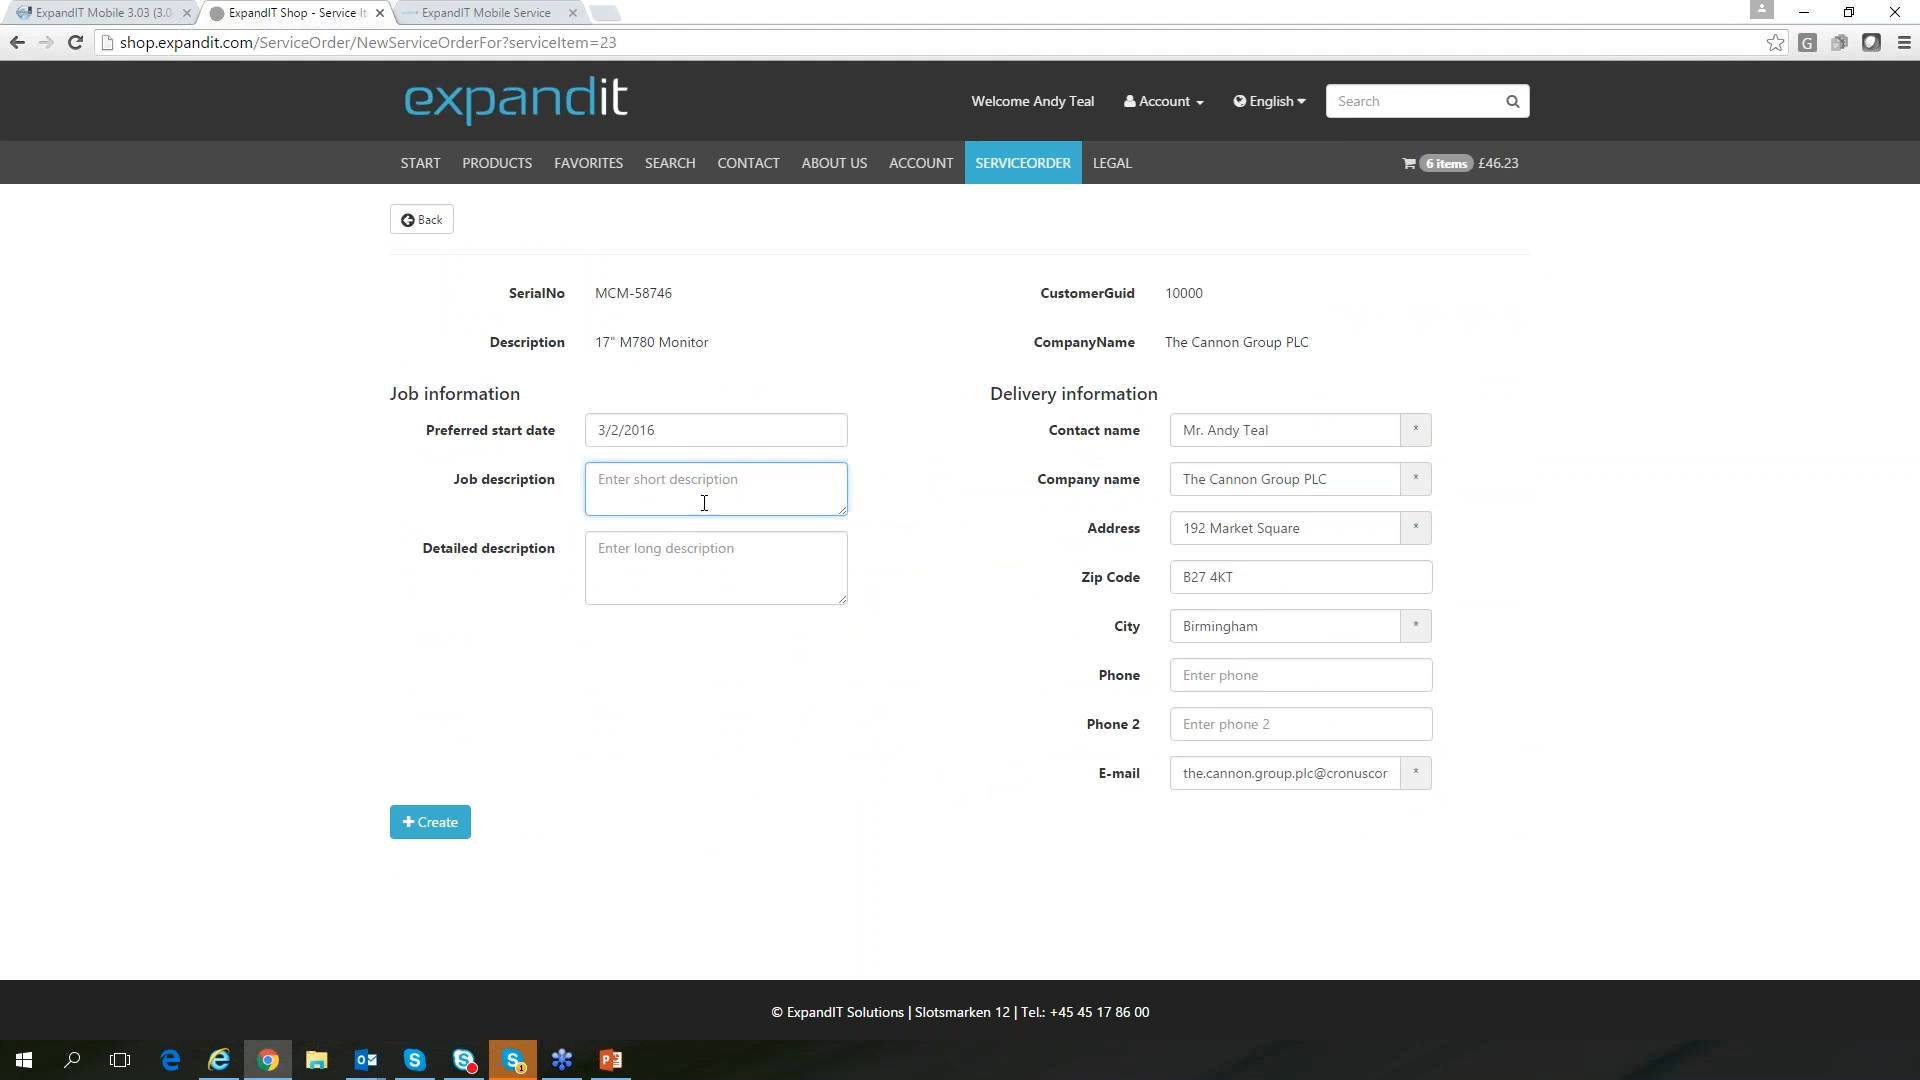 ExpandIT Mobile 3.03 (3.0
ExpandIT Shop - Service It
ExpandIT Mobile Service
shop.expandit.com/ServiceOrder/NewServiceOrderFor?serviceItem=23
G
expandit
Welcome Andy Teal
Account
English
Search
START
PRODUCTS
FAVORITES
SEARCH
CONTACT
ABOUT US
ACCOUNT
SERVICEORDER
LEGAL
6 items £46.23
Back
SerialNo MCM-58746
CustomerGuid 10000
Description 17" M780 Monitor
CompanyName The Cannon Group PLC
Job information
Delivery information
Preferred start date 3/2/2016
Contact name Mr. Andy Teal *
Job description Enter short description
Company name The Cannon Group PLC *
Address 192 Market Square *
Detailed description Enter long description
Zip Code B27 4KT
City Birmingham *
Phone Enter phone
Phone 2 Enter phone 2
E-mail the.cannon.group.plc@cronuscor *
+ Create
© ExpandIT Solutions | Slotsmarken 12 | Tel.: +45 45 17 86 00